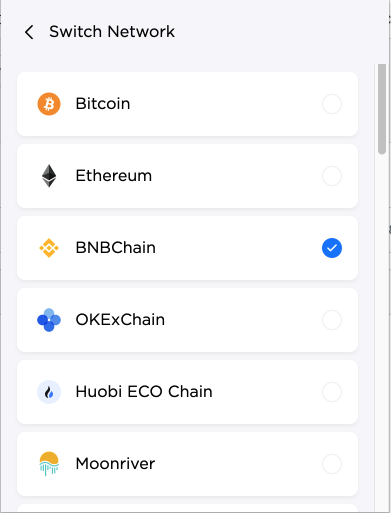 Switch Network
Bitcoin
Ethereum
BNBChain
OKExChain
Huobi ECO Chain
Moonriver